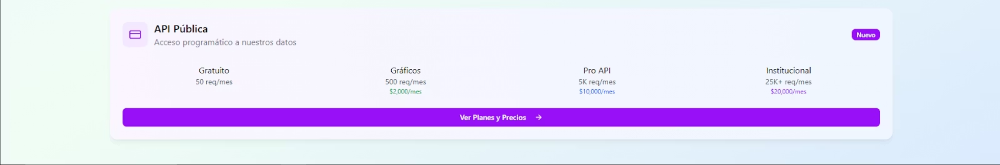 API Pública
Acceso programático a nuestros datos
Nuevo
Gratuito
50 req/mes
Gráficos
500 req/mes
$2,000/mes
Pro API
5K req/mes
$10,000/mes
Institucional
25K+ req/mes
$20,000/mes
Ver Planes y Precios →